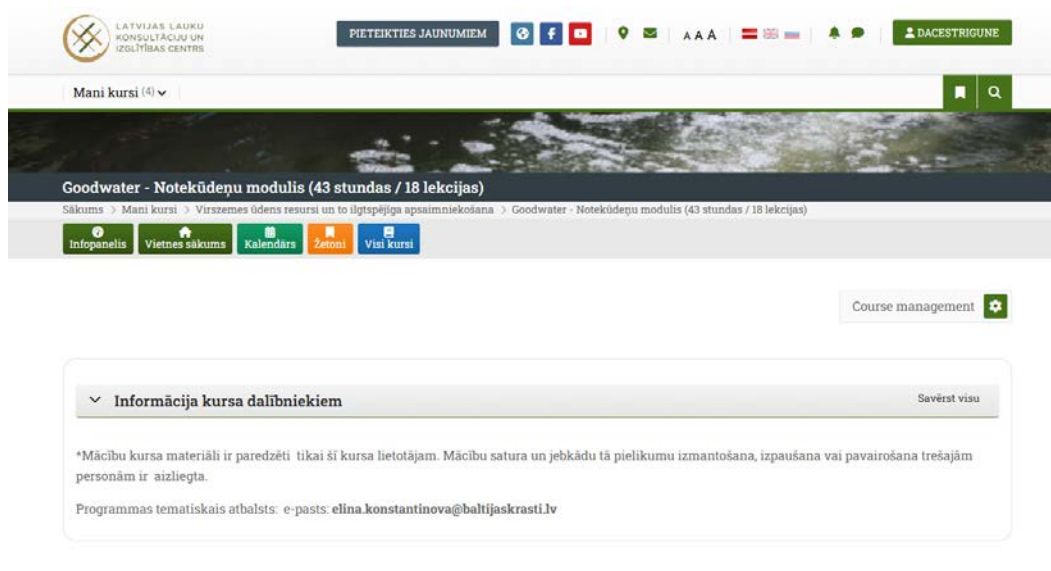 LATVIJAS LAUKU
KONSULTĀCIJU UN
IZGLĪTĪBAS CENTRS
PIETEIKTIES JAUNUMIEM
A A A
DACESTRIGUNE
Mani kursi (4)
Goodwater - Notekūdeņu modulis (43 stundas / 18 lekcijas)
Sākums > Mani kursi > Virszemes ūdens resursi un to ilgtspējīga apsaimniekošana > Goodwater - Notekūdeņu modulis (43 stundas / 18 lekcijas)
Infopanelis Vietnes sākums Kalendārs Žetoni Visi kursi
Course management
Informācija kursa dalībniekiem
Savērst visu
*Mācību kursa materiāli ir paredzēti tikai šī kursa lietotājam. Mācību satura un jebkādu tā pielikumu izmantošana, izpaušana vai pavairošana trešajām
personām ir aizliegta.
Programmas tematiskais atbalsts: e-pasts: elina.konstantinova@baltijaskrasti.lv